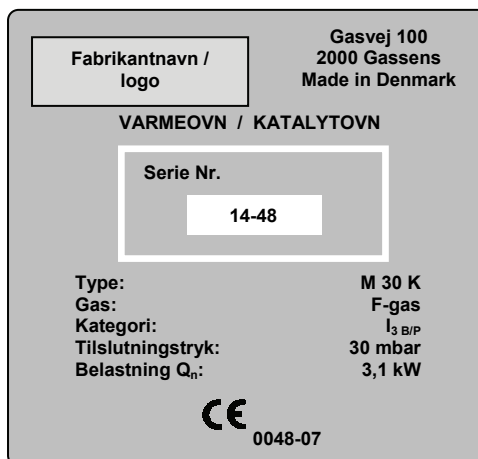 Fabrikantnavn /
logo
Gasvej 100
2000 Gassens
Made in Denmark
VARMEOVN / KATALYTOVN
Serie Nr.
14-48
Type: M 30 K
Gas: F-gas
Kategori: I3 B/P
Tilslutningstryk: 30 mbar
Belastning Qn: 3,1 kW
CE
0048-07